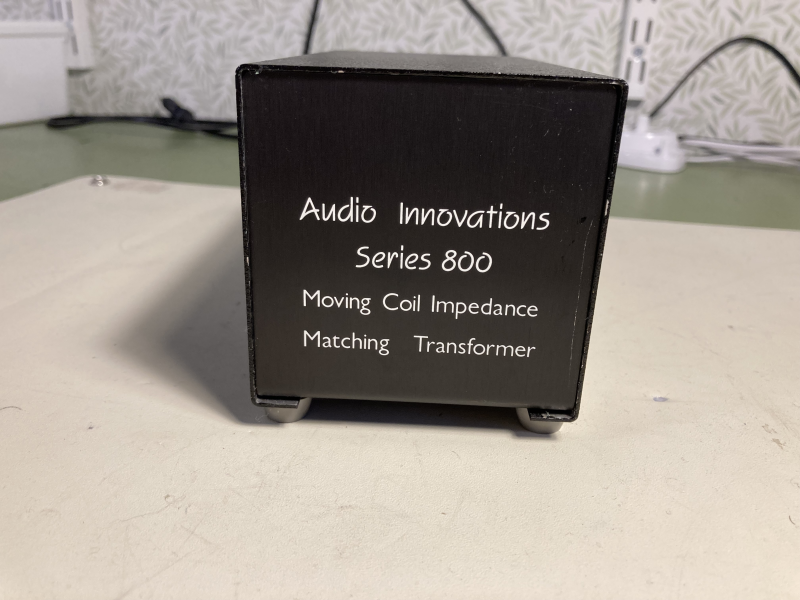 Audio Innovations
Series 800
Moving Coil Impedance
Matching Transformer